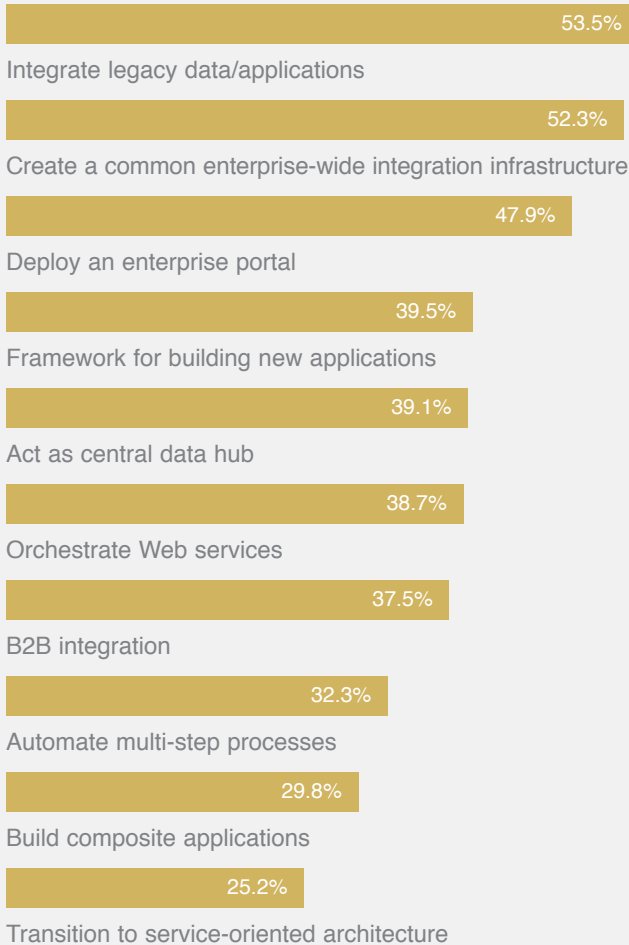 53.5%
Integrate legacy data/applications
52.3%
Create a common enterprise-wide integration infrastructure
47.9%
Deploy an enterprise portal
39.5%
Framework for building new applications
39.1%
Act as central data hub
38.7%
Orchestrate Web services
37.5%
B2B integration
32.3%
Automate multi-step processes
29.8%
Build composite applications
25.2%
Transition to service-oriented architecture